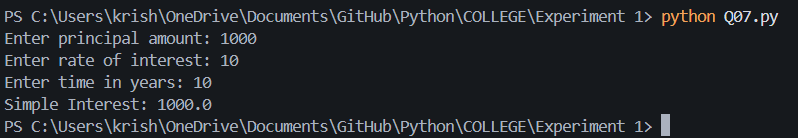 PS C:\Users\krish\OneDrive\Documents\GitHub\Python\COLLEGE\Experiment 1> python Q07.py
Enter principal amount: 1000
Enter rate of interest: 10
Enter time in years: 10
Simple Interest: 1000.0
PS C:\Users\krish\OneDrive\Documents\GitHub\Python\COLLEGE\Experiment 1>